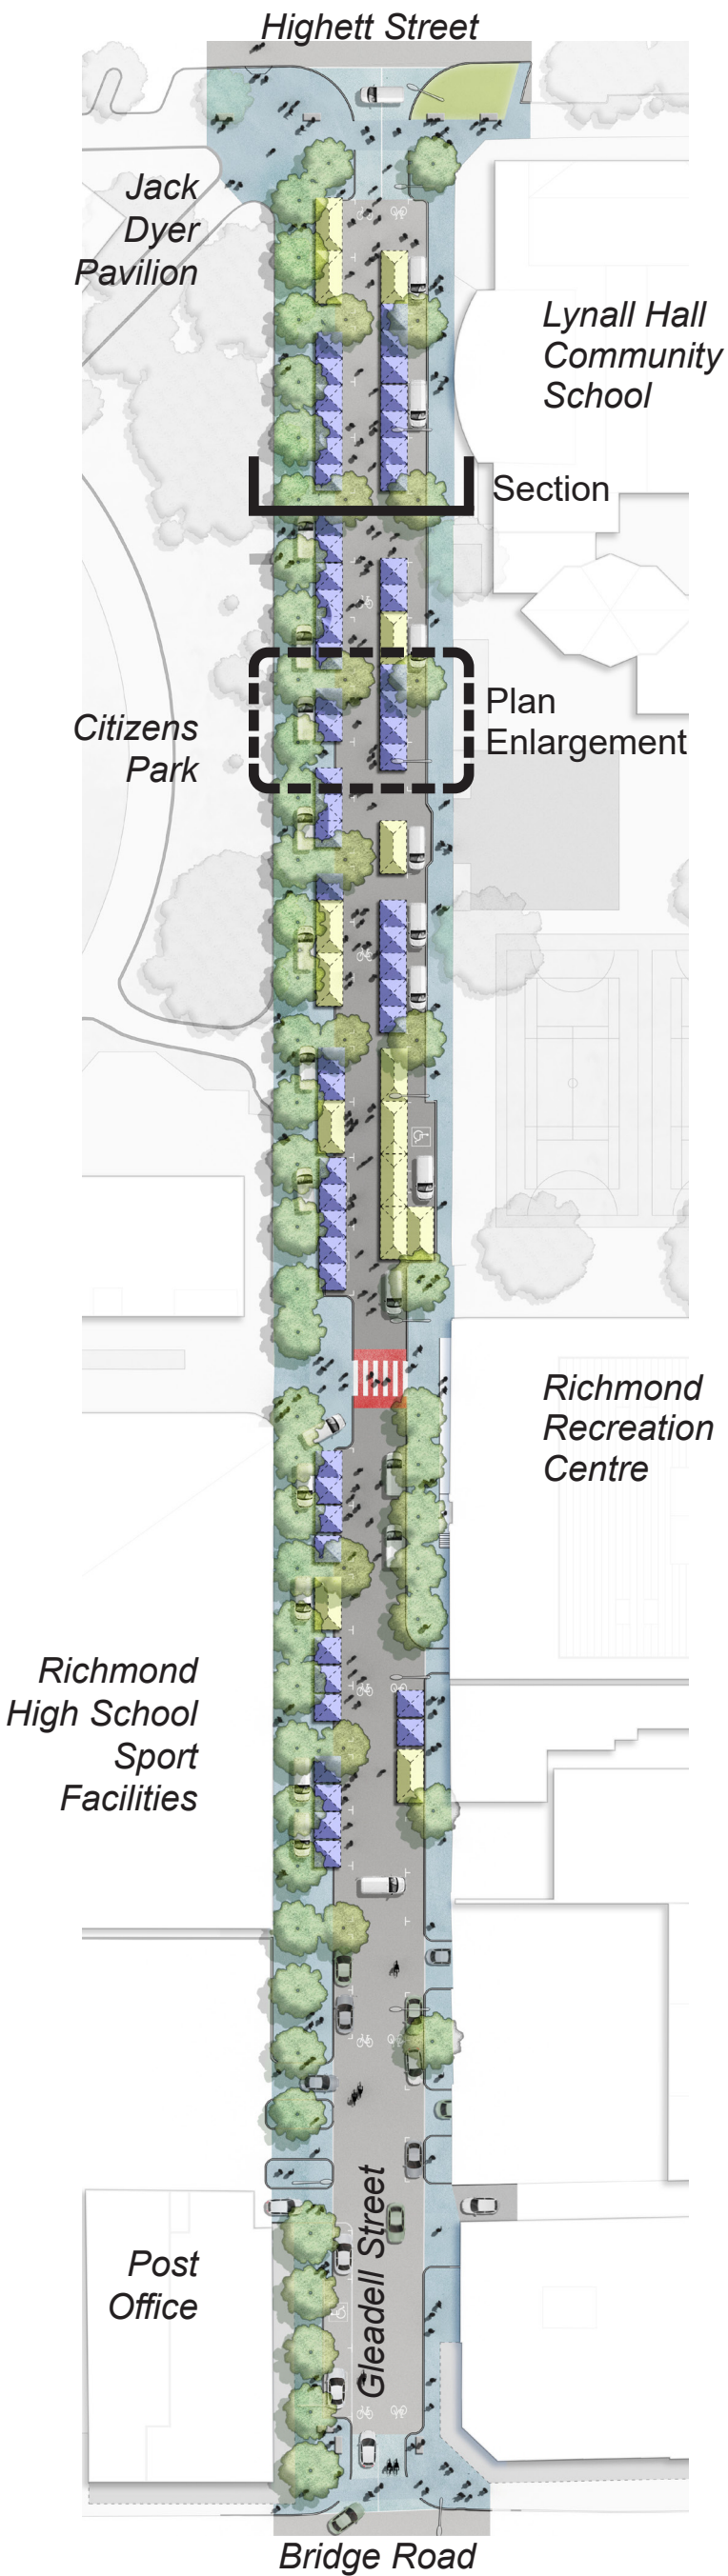 Highett Street
Jack
Dyer
Pavilion
Lynall Hall
Community
School
Section
Plan
Enlargement
Citizens
Park
Richmond
Recreation
Centre
Richmond
High School
Sport
Facilities
Gleadell Street
Post
Office
Bridge Road